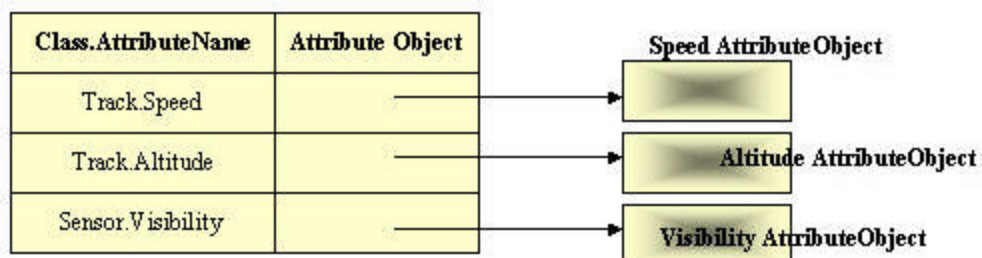 Class.AttributeName Attribute Object
Speed AttributeObject
Track.Speed
Track.Altitude
Altitude AttributeObject
Sensor.Visibility
Visibility AttributeObject